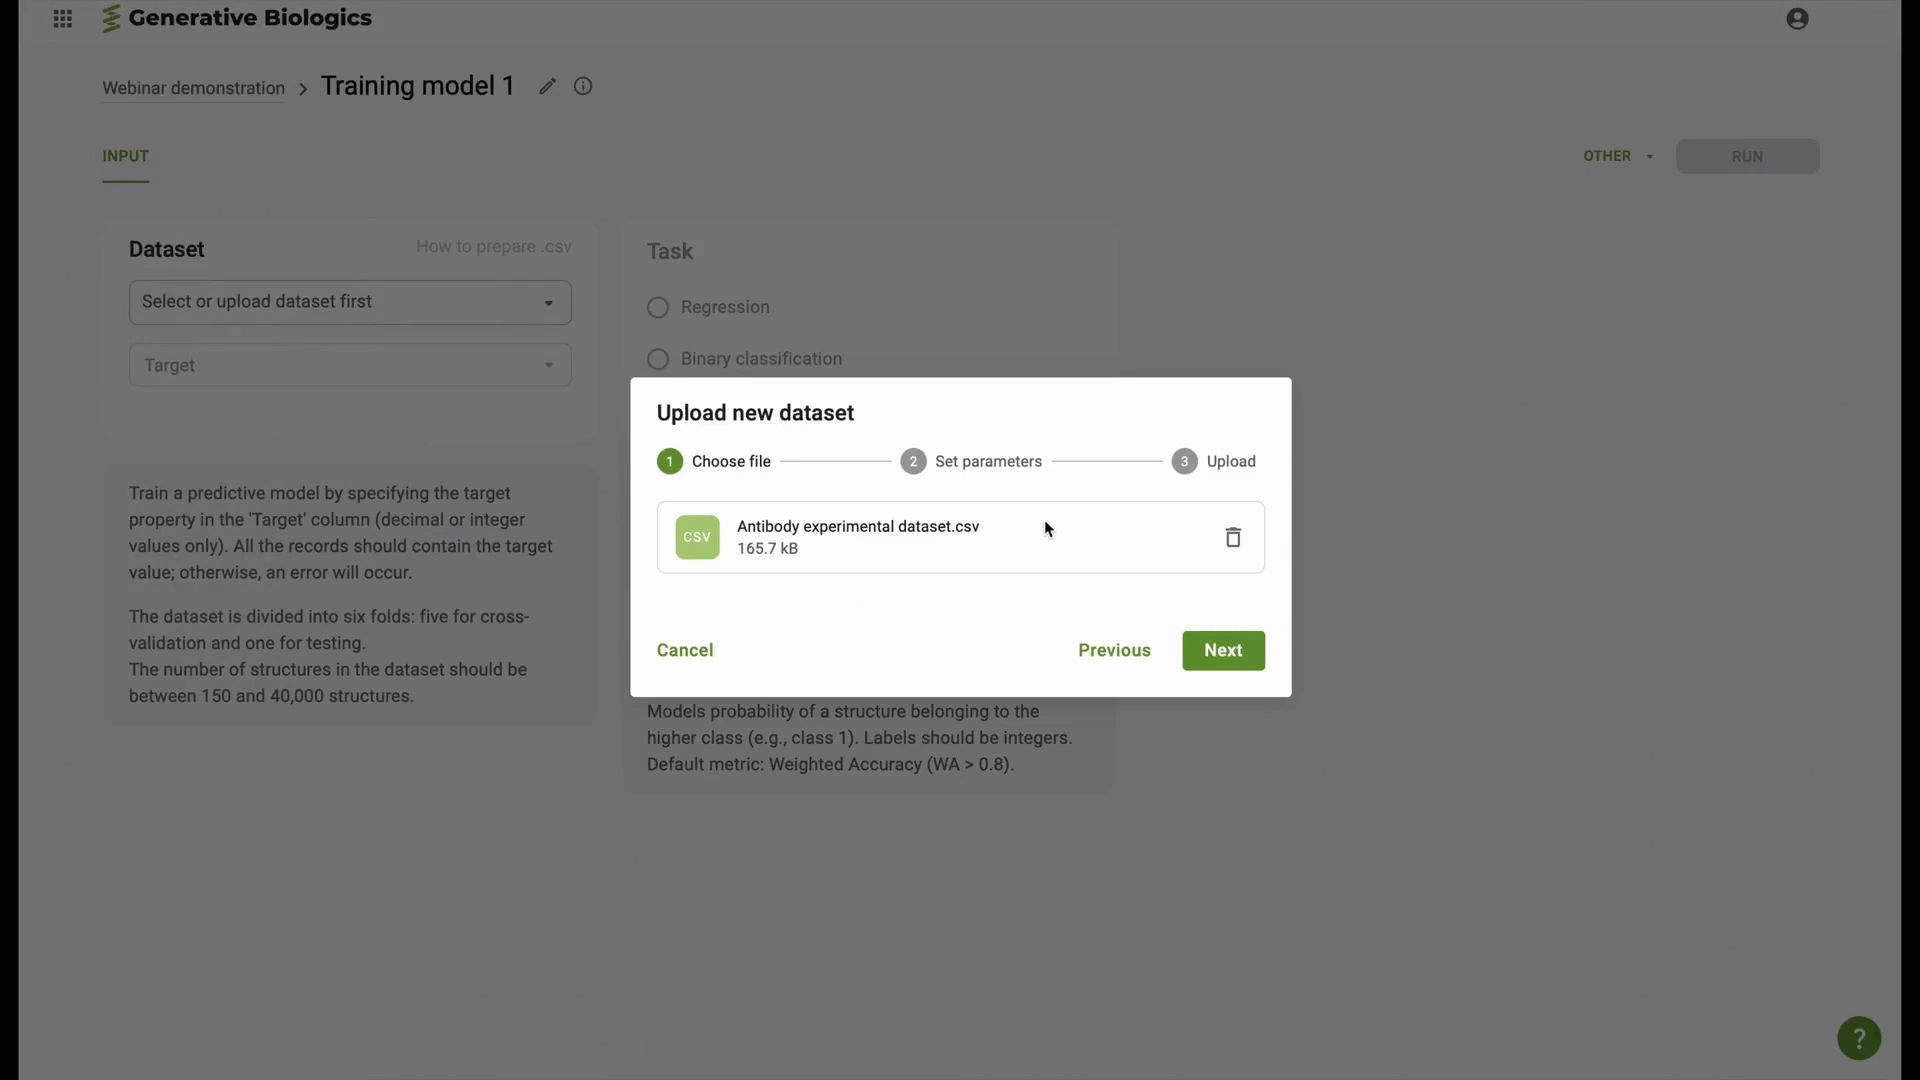 Generative Biologics
Webinar demonstration > Training model 1
INPUT
OTHER
RUN
Dataset
How to prepare .csv
Select or upload dataset first
Target
Train a predictive model by specifying the target
property in the 'Target' column (decimal or integer
values only). All the records should contain the target
value; otherwise, an error will occur.
The dataset is divided into six folds: five for cross-
validation and one for testing.
The number of structures in the dataset should be
between 150 and 40,000 structures.
Task
Regression
Binary classification
Upload new dataset
1 Choose file
2 Set parameters
3 Upload
CSV
Antibody experimental dataset.csv
165.7 kB
Cancel
Previous
Next
Models probability of a structure belonging to the
higher class (e.g., class 1). Labels should be integers.
Default metric: Weighted Accuracy (WA > 0.8).
?